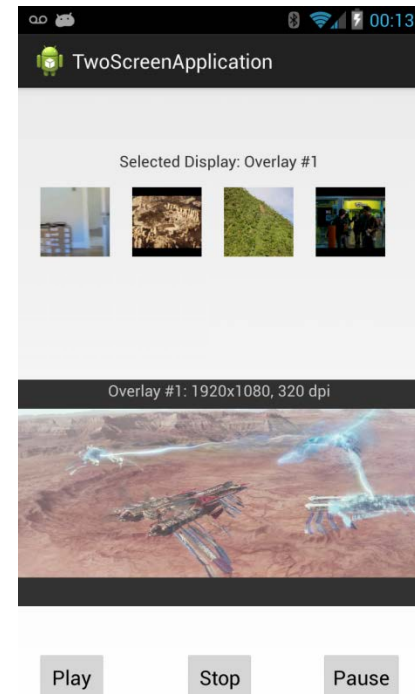 00:13
TwoScreenApplication
Selected Display: Overlay #1
Overlay #1: 1920x1080, 320 dpi
Play Stop Pause